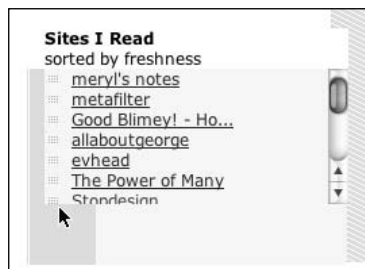 Sites I Read
sorted by freshness
meryl's notes
metafilter
Good Blimey! - Ho...
allaboutgeorge
evhead
The Power of Many
Stopdesign